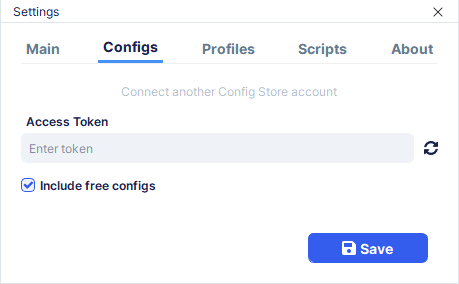 Settings
Main Configs Profiles Scripts About
Connect another Config Store account
Access Token
Enter token
Include free configs
Save